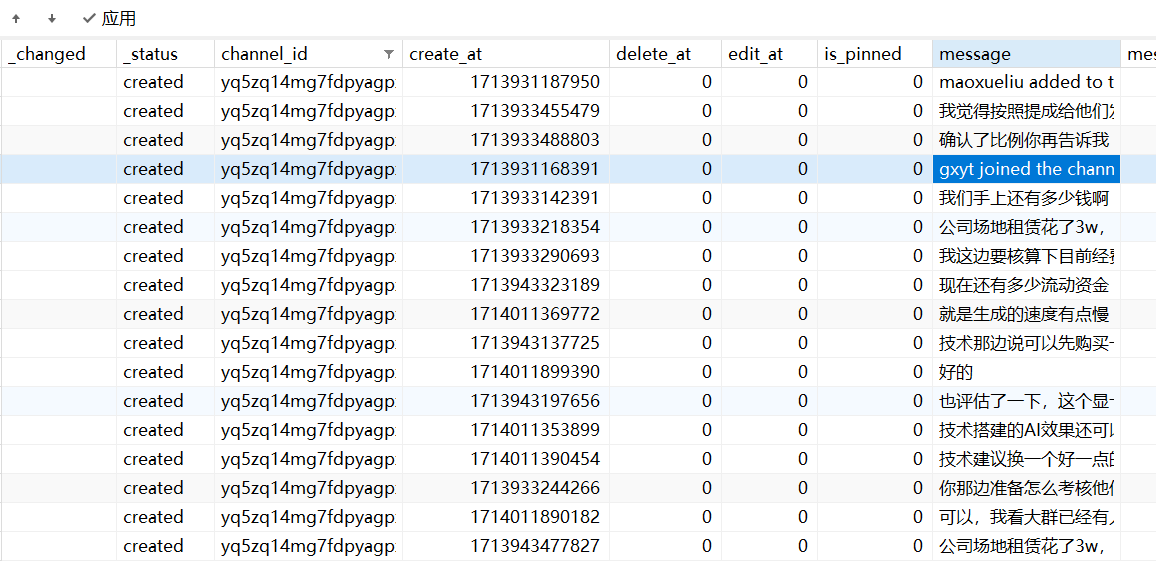 应用
_changed _status channel_id create_at delete_at edit_at is_pinned message mes
created yq5zq14mg7fdpyagp 1713931187950 0 0 0 maoxueliu added to t
created yq5zq14mg7fdpyagp 1713933455479 0 0 0 我觉得按照提成给他们
created yq5zq14mg7fdpyagp 1713933488803 0 0 0 确认了比例你再告诉我
created yq5zq14mg7fdpyagp 1713931168391 0 0 0 gxyt joined the chann
created yq5zq14mg7fdpyagp 1713933142391 0 0 0 我们手上还有多少钱啊
created yq5zq14mg7fdpyagp 1713933218354 0 0 0 公司场地租赁花了3w，
created yq5zq14mg7fdpyagp 1713933290693 0 0 0 我这边要核算下目前经
created yq5zq14mg7fdpyagp 1713943323189 0 0 0 现在还有多少流动资金
created yq5zq14mg7fdpyagp 1714011369772 0 0 0 就是生成的速度有点慢
created yq5zq14mg7fdpyagp 1713943137725 0 0 0 技术那边说可以先购买
created yq5zq14mg7fdpyagp 1714011899390 0 0 0 好的
created yq5zq14mg7fdpyagp 1713943197656 0 0 0 也评估了一下，这个显
created yq5zq14mg7fdpyagp 1714011353899 0 0 0 技术搭建的AI效果还可
created yq5zq14mg7fdpyagp 1714011390454 0 0 0 技术建议换一个好一点
created yq5zq14mg7fdpyagp 1713933244266 0 0 0 你那边准备怎么考核他
created yq5zq14mg7fdpyagp 1714011890182 0 0 0 可以，我看大群已经有
created yq5zq14mg7fdpyagp 1713943477827 0 0 0 公司场地租赁花了3w，